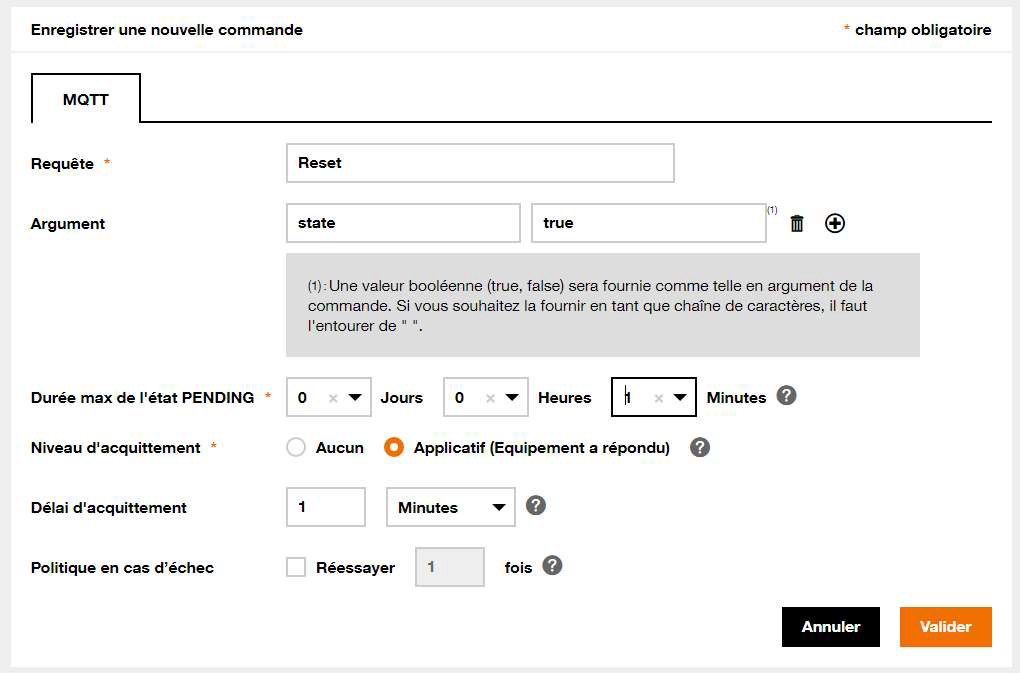 Enregistrer une nouvelle commande * champ obligatoire
MQTT
Requête * Reset
Argument state true (1)
(1) : Une valeur booléenne (true, false) sera fournie comme telle en argument de la
commande. Si vous souhaitez la fournir en tant que chaîne de caractères, il faut
l'entourer de " ".
Durée max de l'état PENDING * 0 × Jours 0 × Heures 1 × Minutes ?
Niveau d'acquittement * Aucun Applicatif (Equipement a répondu) ?
Délai d'acquittement 1 Minutes ?
Politique en cas d’échec Réessayer 1 fois ?
Annuler Valider